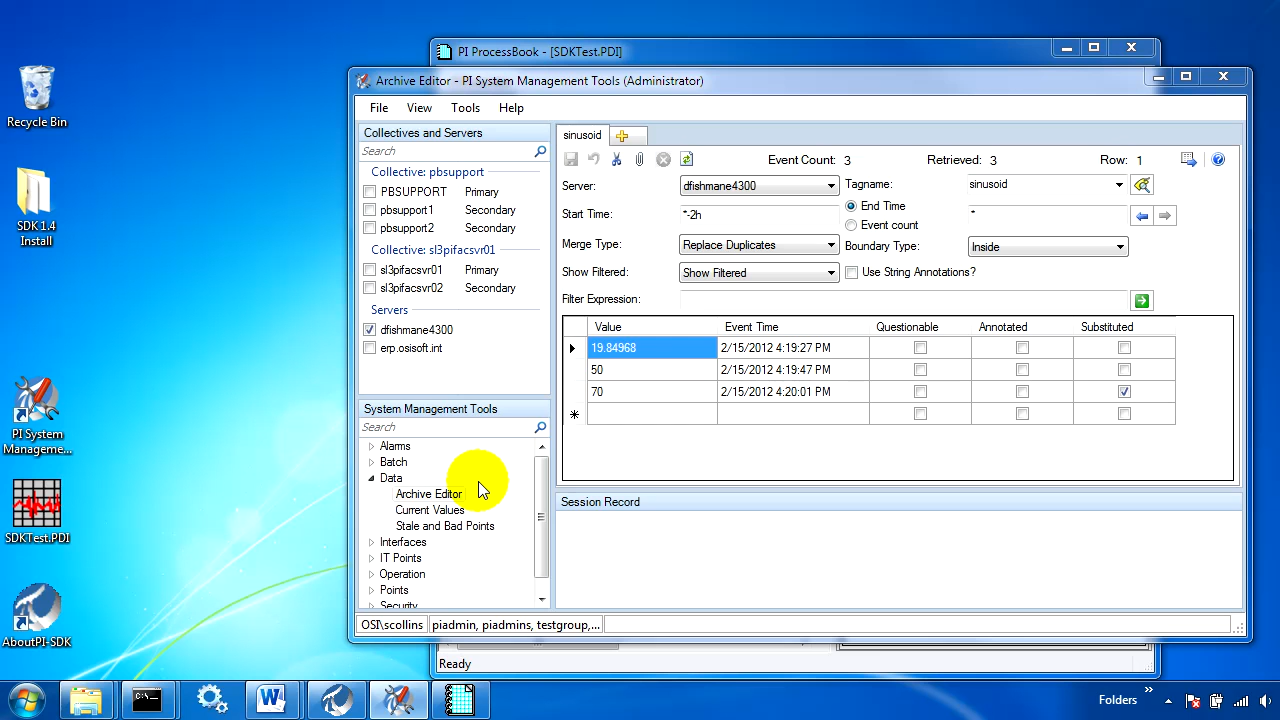 PI ProcessBook - [SDKTest.PDI]
Archive Editor - PI System Management Tools (Administrator)
File View Tools Help
Recycle Bin
SDK 1.4
Install
PI System
Manageme...
SDKTest.PDI
AboutPI-SDK
Collectives and Servers
Search
Collective: pbsupport
PBSUPPORT Primary
pbsupport1 Secondary
pbsupport2 Secondary
Collective: sl3pifacsvr01
sl3pifacsvr01 Primary
sl3pifacsvr02 Secondary
Servers
dfishmane4300
erp.osisoft.int
System Management Tools
Search
Alarms
Batch
Data
Archive Editor
Current Values
Stale and Bad Points
Interfaces
IT Points
Operation
Points
Security
sinusoid
Event Count: 3 Retrieved: 3 Row: 1
Server: dfishmane4300 Tagname: sinusoid
Start Time: *-2h End Time *
Event count
Merge Type: Replace Duplicates Boundary Type: Inside
Show Filtered: Show Filtered Use String Annotations?
Filter Expression:
Value Event Time Questionable Annotated Substituted
19.84968 2/15/2012 4:19:27 PM
50 2/15/2012 4:19:47 PM
70 2/15/2012 4:20:01 PM
Session Record
OSI\scollins piadmin, piadmins, testgroup,...
Ready
Folders